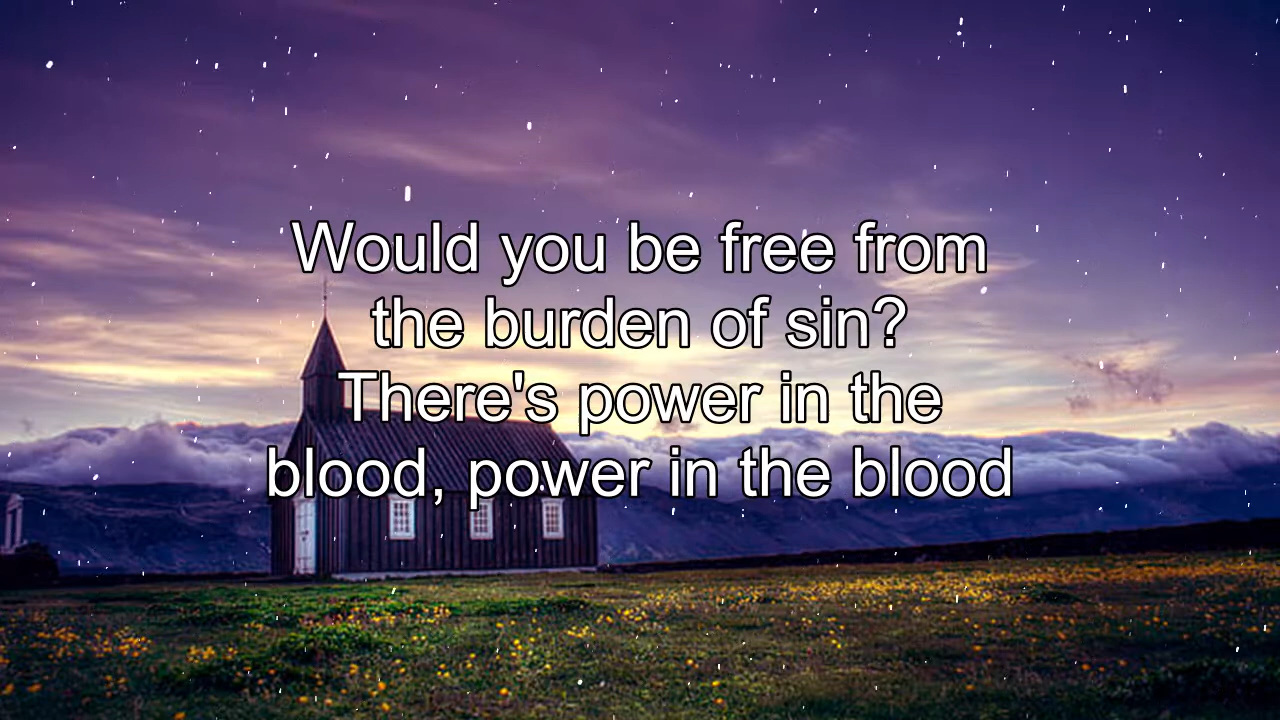 Would you be free from
the burden of sin?
There's power in the
blood, power in the blood